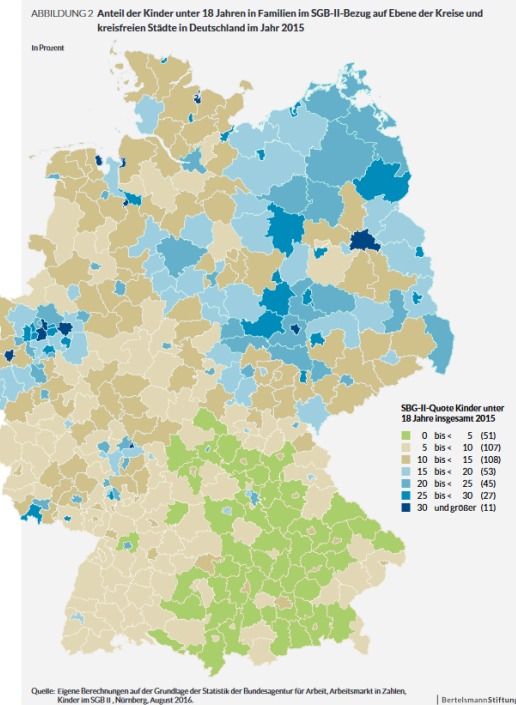 ABBILDUNG 2 Anteil der Kinder unter 18 Jahren in Familien im SGB-II-Bezug auf Ebene der Kreise und
kreisfreien Städte in Deutschland im Jahr 2015
In Prozent
SBG-II-Quote Kinder unter
18 Jahre insgesamt 2015
0 bis < 5 (51)
5 bis < 10 (107)
10 bis < 15 (108)
15 bis < 20 (53)
20 bis < 25 (45)
25 bis < 30 (27)
30 und größer (11)
Quelle: Eigene Berechnungen auf der Grundlage der Statistik der Bundesagentur für Arbeit, Arbeitsmarkt in Zahlen,
Kinder im SGB II , Nürnberg, August 2016.
BertelsmannStiftung